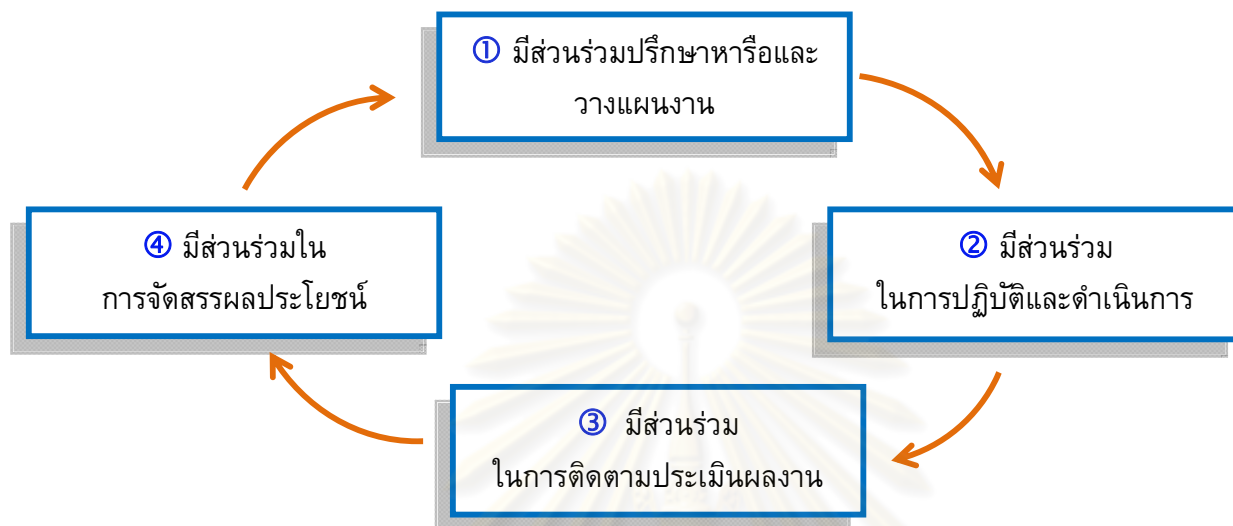 ① มีส่วนร่วมปรึกษาหารือและ
วางแผนงาน
② มีส่วนร่วม
ในการปฏิบัติและดำเนินการ
③ มีส่วนร่วม
ในการติดตามประเมินผลงาน
④ มีส่วนร่วมใน
การจัดสรรผลประโยชน์